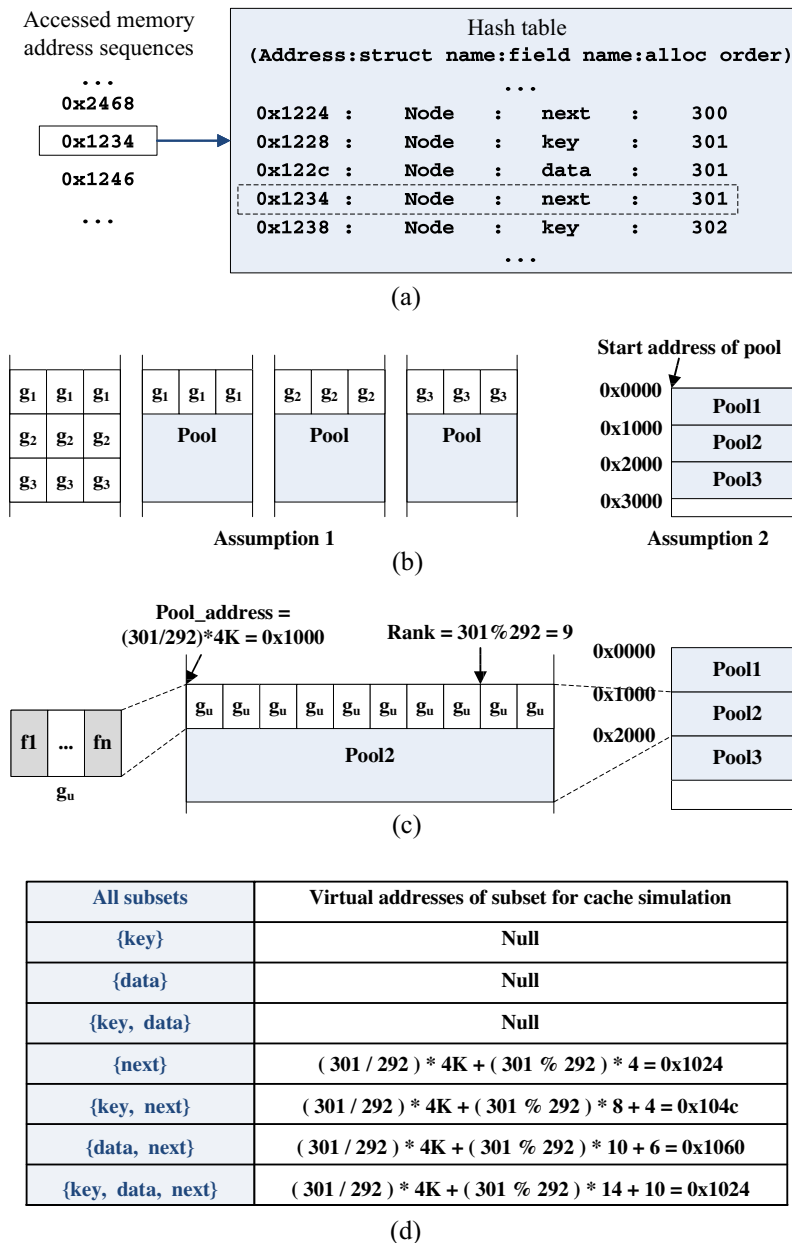 Accessed memory
address sequences
...
0x2468
0x1234
0x1246
...
Hash table
(Address:struct name:field name:alloc order)
...
0x1224 : Node : next : 300
0x1228 : Node : key : 301
0x122c : Node : data : 301
0x1234 : Node : next : 301
0x1238 : Node : key : 302
...
(a)
g1 g1 g1
g2 g2 g2
g3 g3 g3
g1 g1 g1
Pool
g2 g2 g2
Pool
g3 g3 g3
Pool
Assumption 1
Start address of pool
0x0000
Pool1
0x1000
Pool2
0x2000
Pool3
0x3000
Assumption 2
(b)
Pool_address =
(301/292)*4K = 0x1000
Rank = 301%292 = 9
f1 ... fn
gu
gu gu gu gu gu gu gu gu gu gu
Pool2
0x0000
Pool1
0x1000
Pool2
0x2000
Pool3
(c)
All subsets Virtual addresses of subset for cache simulation
{key} Null
{data} Null
{key, data} Null
{next} ( 301 / 292 ) * 4K + ( 301 % 292 ) * 4 = 0x1024
{key, next} ( 301 / 292 ) * 4K + ( 301 % 292 ) * 8 + 4 = 0x104c
{data, next} ( 301 / 292 ) * 4K + ( 301 % 292 ) * 10 + 6 = 0x1060
{key, data, next} ( 301 / 292 ) * 4K + ( 301 % 292 ) * 14 + 10 = 0x1024
(d)